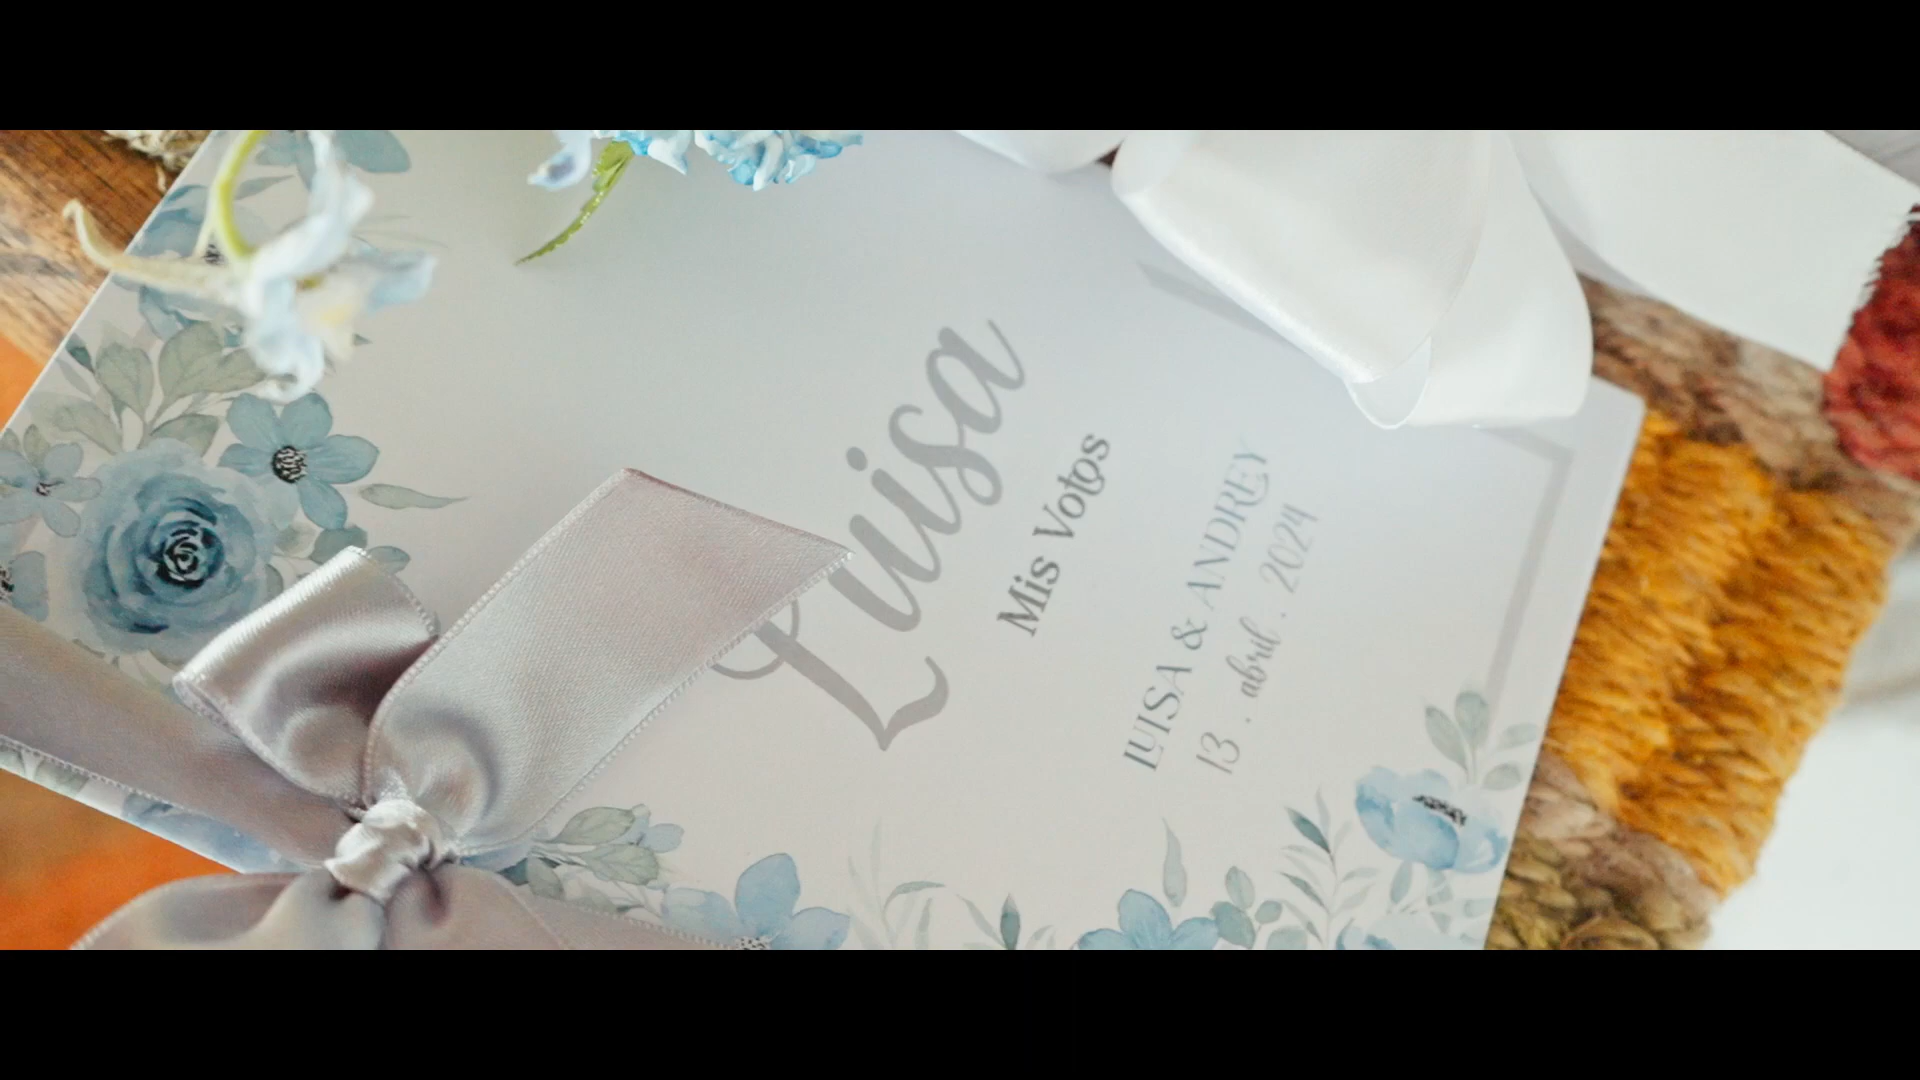 Luisa
Mis Votos
LUISA & ANDREY
13 . abril . 2024